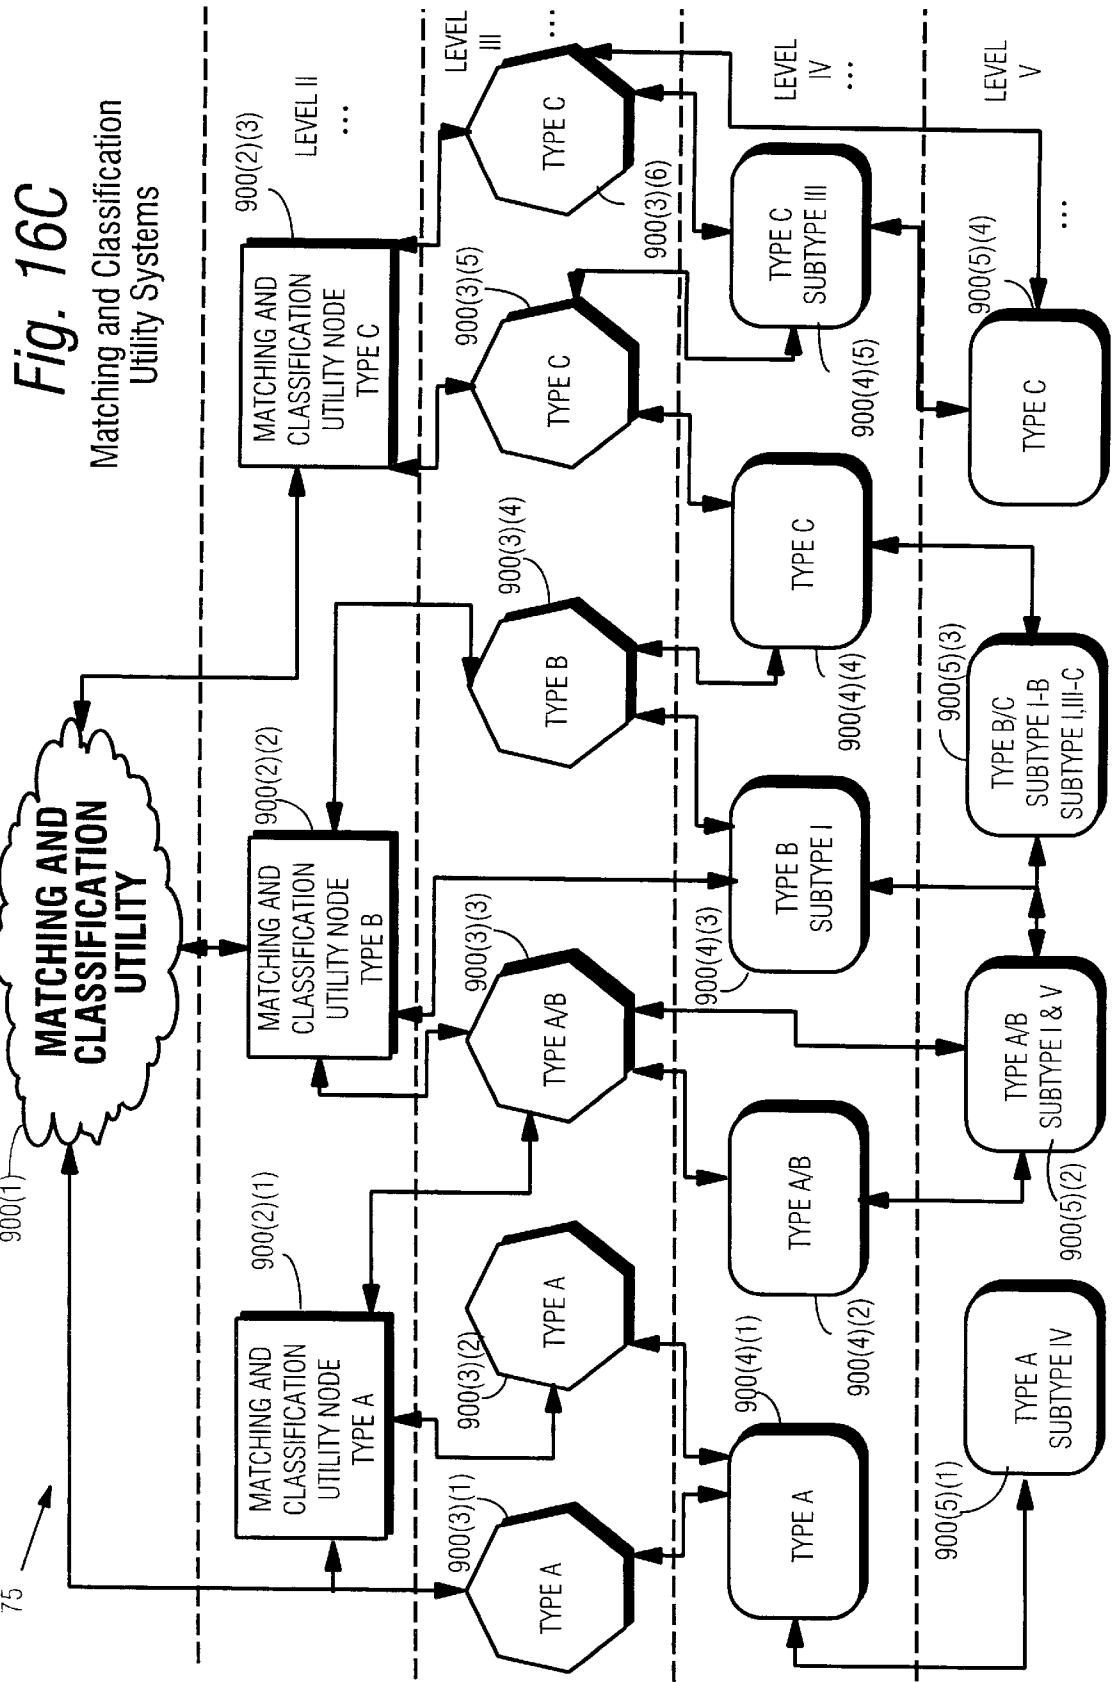 Fig. 16C
Matching and Classification
Utility Systems
75
900(1)
MATCHING AND
CLASSIFICATION
UTILITY
LEVEL II
...
900(2)(1)
MATCHING AND
CLASSIFICATION
UTILITY NODE
TYPE A
900(2)(2)
MATCHING AND
CLASSIFICATION
UTILITY NODE
TYPE B
900(2)(3)
MATCHING AND
CLASSIFICATION
UTILITY NODE
TYPE C
LEVEL
III
...
900(3)(1)
TYPE A
900(3)(2)
TYPE A
900(3)(3)
TYPE A/B
900(3)(4)
TYPE B
900(3)(5)
TYPE C
900(3)(6)
TYPE C
LEVEL
IV
...
900(4)(1)
TYPE A
900(4)(2)
TYPE A/B
900(4)(3)
TYPE B
SUBTYPE I
900(4)(4)
TYPE C
900(4)(5)
TYPE C
SUBTYPE III
LEVEL
V
...
900(5)(1)
TYPE A
SUBTYPE IV
900(5)(2)
TYPE A/B
SUBTYPE I & V
900(5)(3)
TYPE B/C
SUBTYPE I-B
SUBTYPE I,III-C
900(5)(4)
TYPE C